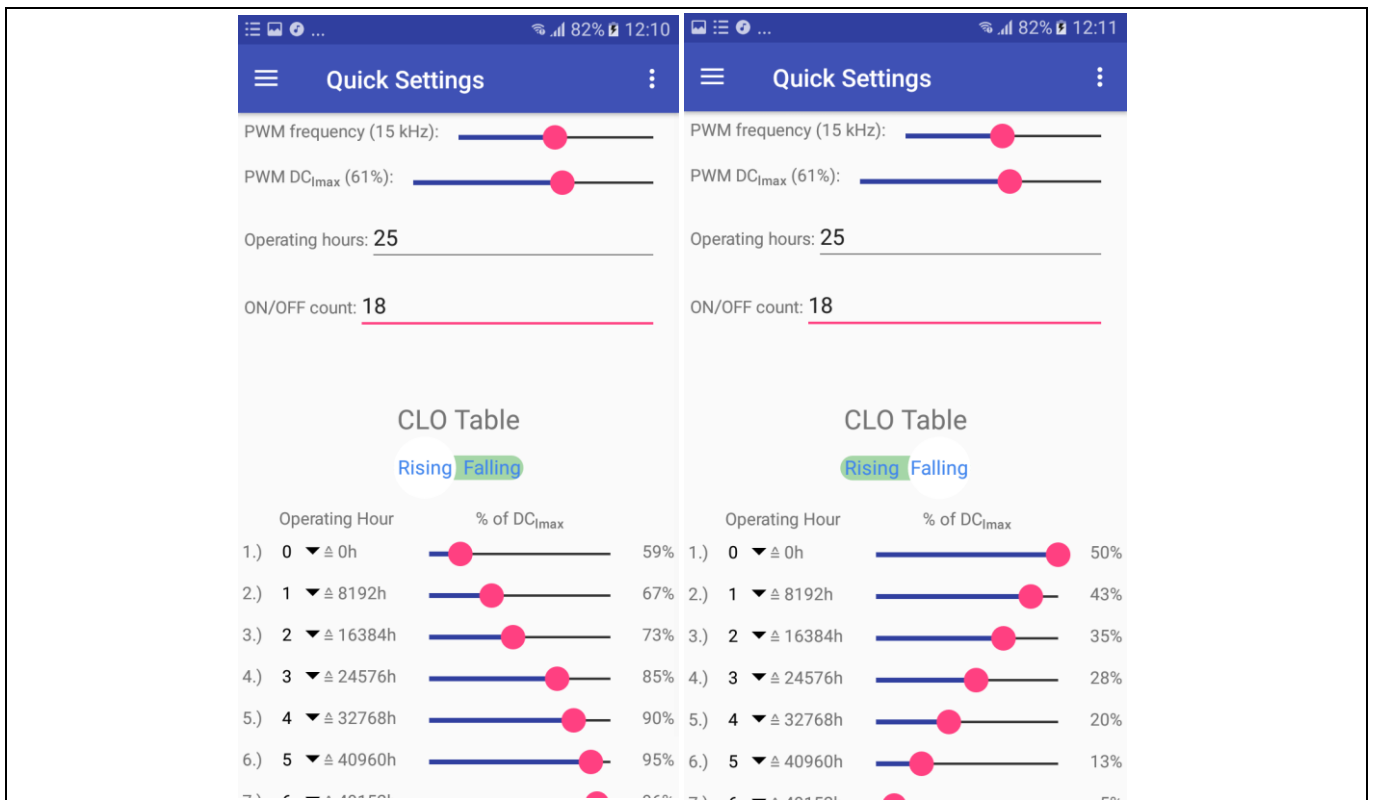 ... 82% 12:10
Quick Settings
PWM frequency (15 kHz):
PWM DCImax (61%):
Operating hours: 25
ON/OFF count: 18
CLO Table
Rising Falling
Operating Hour % of DCImax
1.) 0 ≙ 0h 59%
2.) 1 ≙ 8192h 67%
3.) 2 ≙ 16384h 73%
4.) 3 ≙ 24576h 85%
5.) 4 ≙ 32768h 90%
6.) 5 ≙ 40960h 95%
... 82% 12:11
Quick Settings
PWM frequency (15 kHz):
PWM DCImax (61%):
Operating hours: 25
ON/OFF count: 18
CLO Table
Rising Falling
Operating Hour % of DCImax
1.) 0 ≙ 0h 50%
2.) 1 ≙ 8192h 43%
3.) 2 ≙ 16384h 35%
4.) 3 ≙ 24576h 28%
5.) 4 ≙ 32768h 20%
6.) 5 ≙ 40960h 13%